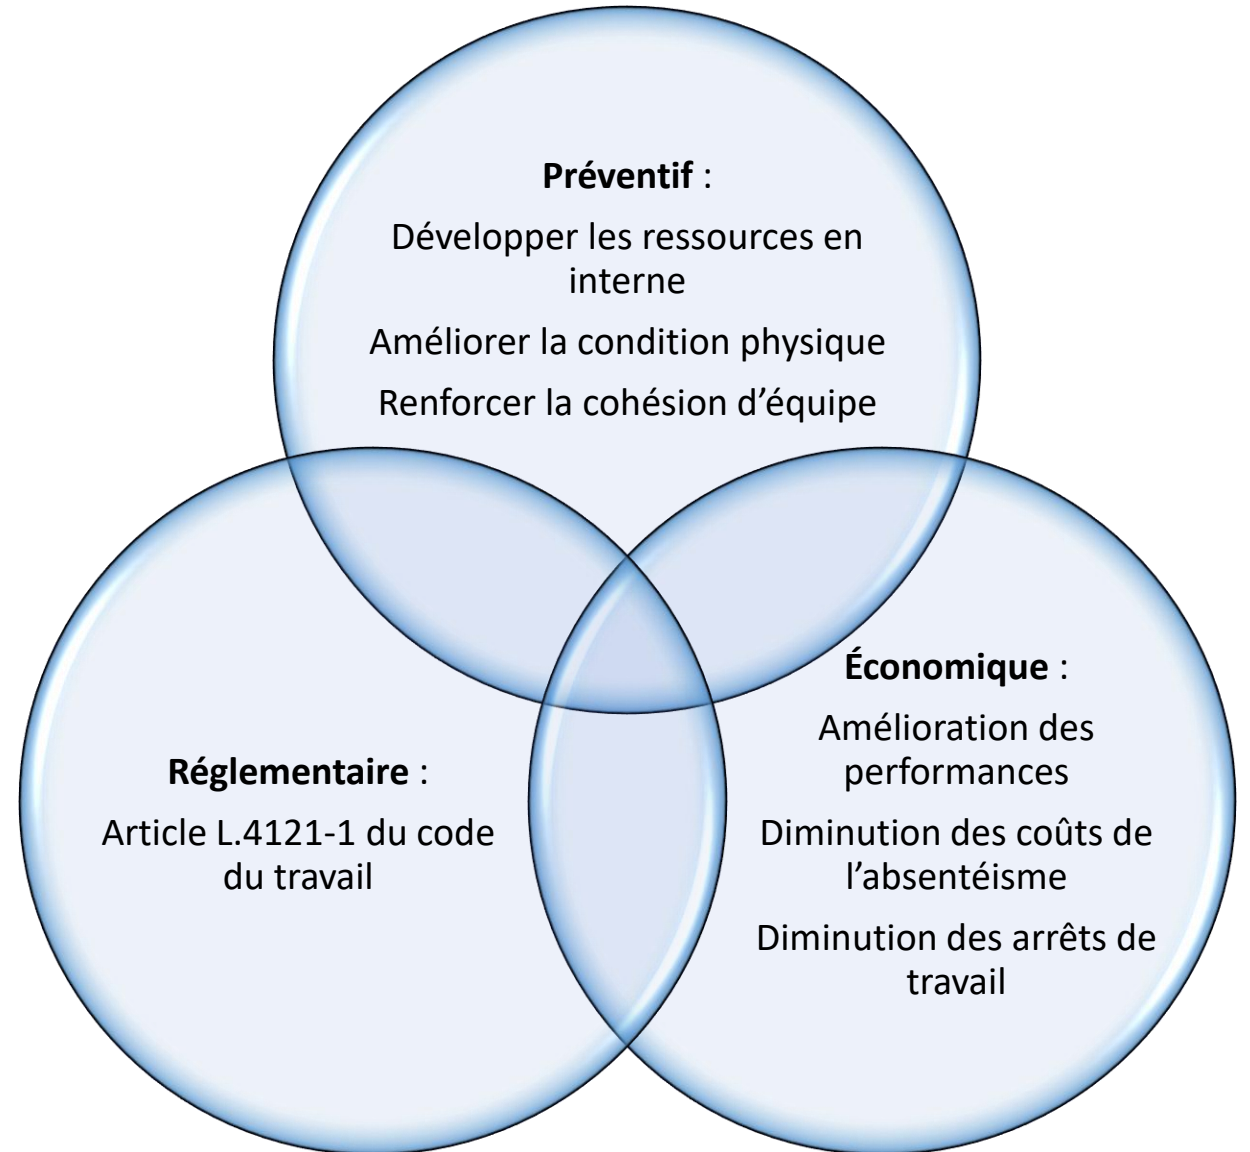 Préventif :
Développer les ressources en
interne
Améliorer la condition physique
Renforcer la cohésion d’équipe
Réglementaire :
Article L.4121-1 du code
du travail
Économique :
Amélioration des
performances
Diminution des coûts de
l’absentéisme
Diminution des arrêts de
travail